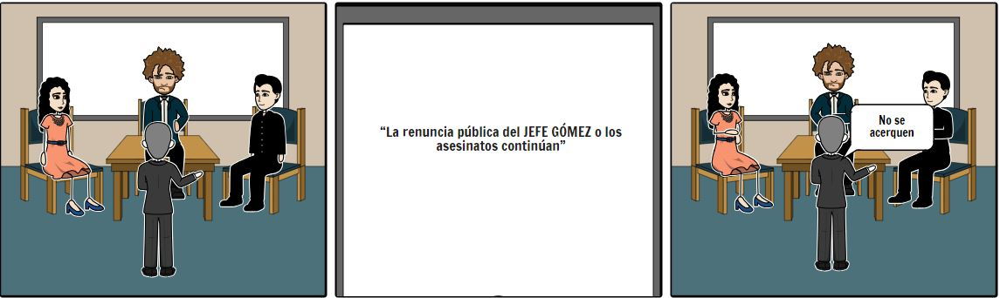 “La renuncia pública del JEFE GÓMEZ o los
asesinatos continúan”
No se
acerquen